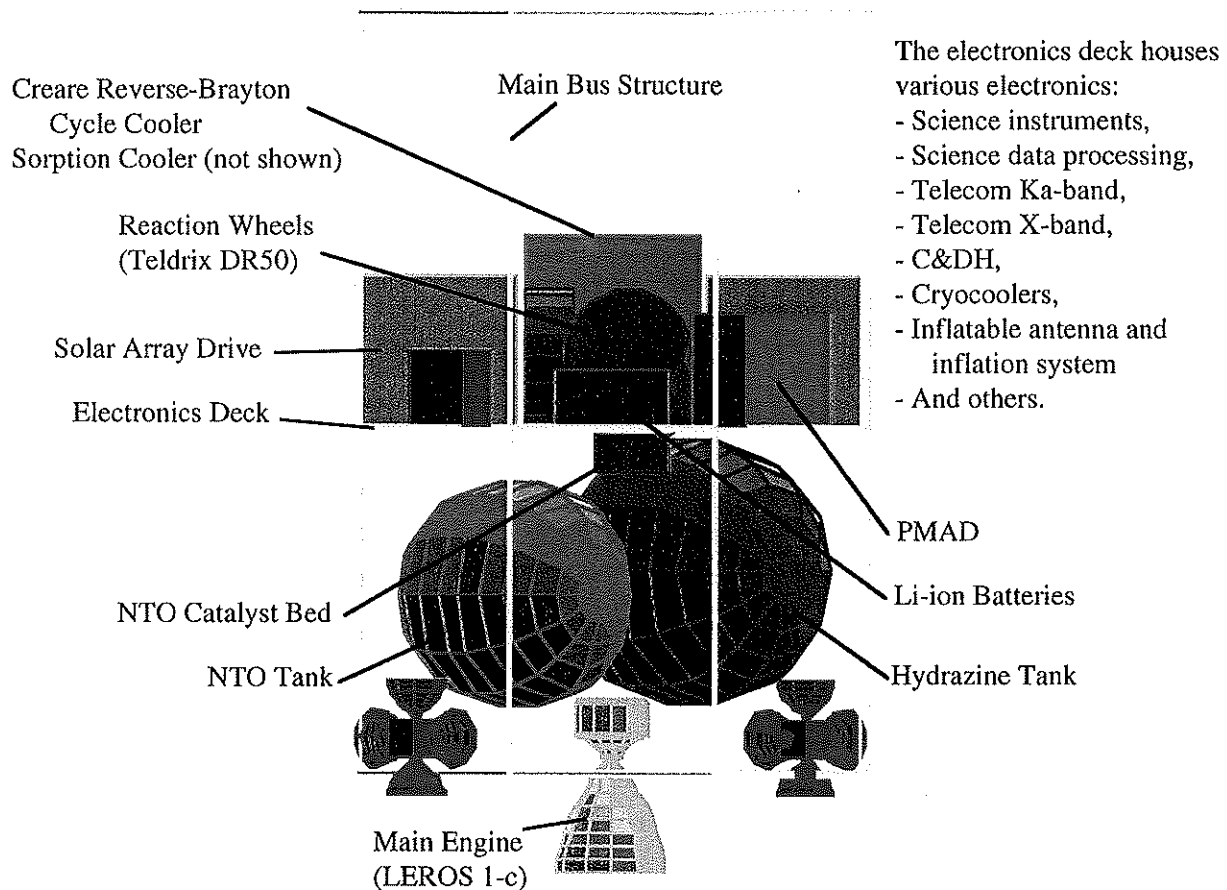 Creare Reverse-Brayton
Cycle Cooler
Sorption Cooler (not shown)
Main Bus Structure
Reaction Wheels
(Teldrix DR50)
Solar Array Drive
Electronics Deck
NTO Catalyst Bed
NTO Tank
Main Engine
(LEROS 1-c)
The electronics deck houses
various electronics:
- Science instruments,
- Science data processing,
- Telecom Ka-band,
- Telecom X-band,
- C&DH,
- Cryocoolers,
- Inflatable antenna and
inflation system
- And others.
PMAD
Li-ion Batteries
Hydrazine Tank